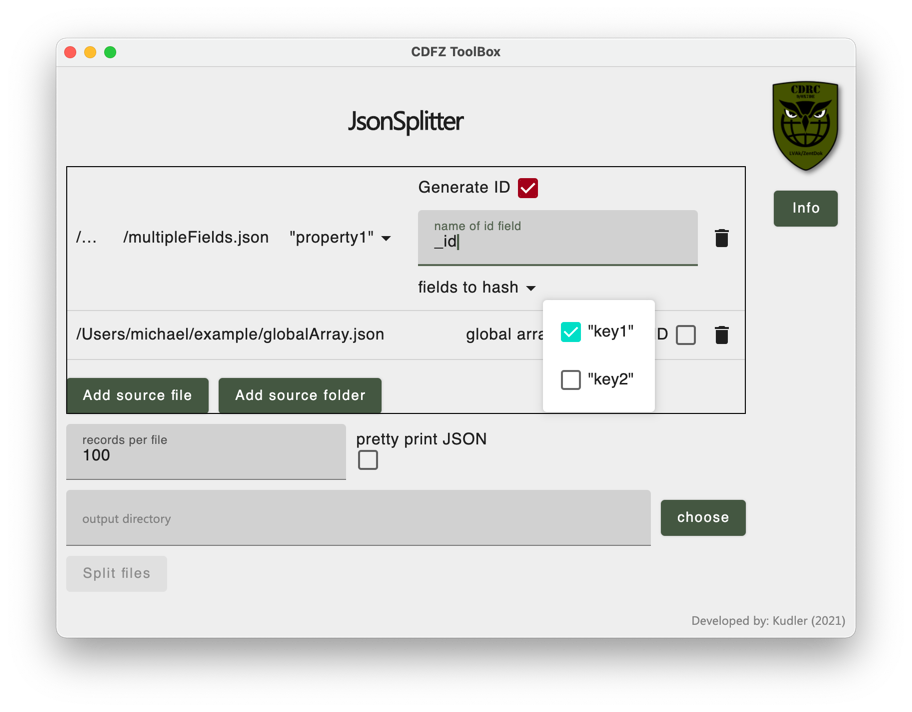 CDFZ ToolBox
JsonSplitter
CDRC
Info
Generate ID
/... /multipleFields.json "property1"
name of id field
_id
fields to hash
/Users/michael/example/globalArray.json global arra D
"key1"
"key2"
Add source file Add source folder
records per file
100
pretty print JSON
output directory
choose
Split files
Developed by: Kudler (2021)